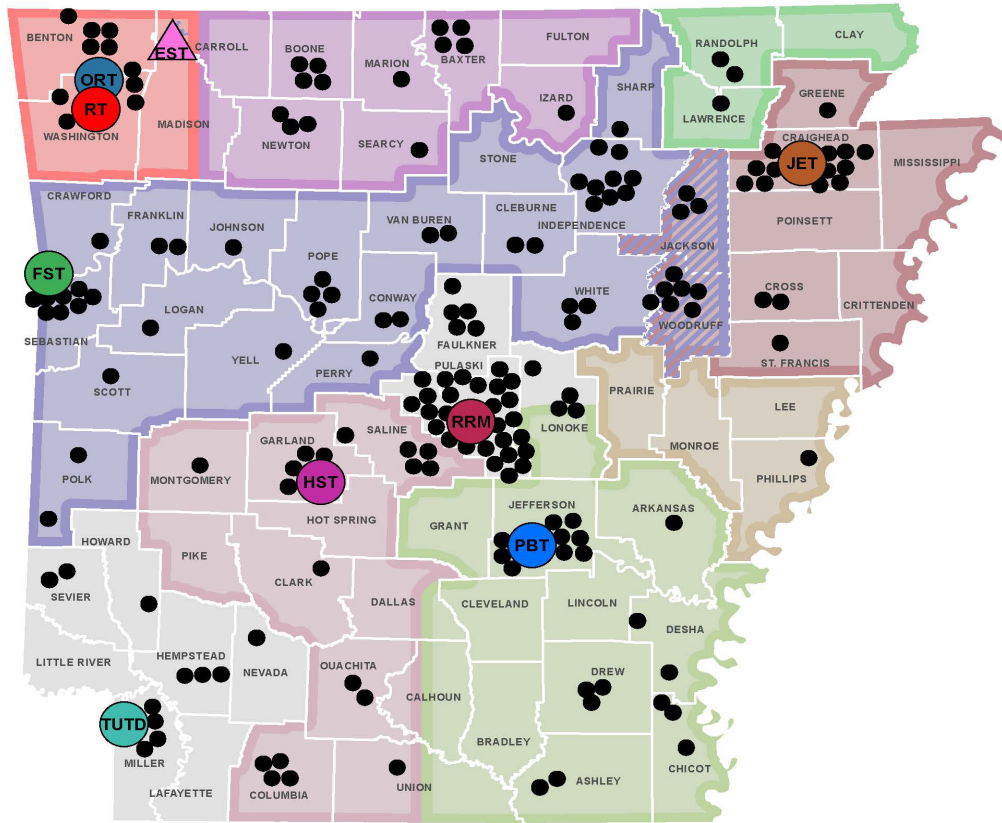 BENTON
CARROLL
BOONE
MARION
BAXTER
FULTON
RANDOLPH
CLAY
EST
ORT
RT
WASHINGTON
MADISON
NEWTON
SEARCY
IZARD
SHARP
LAWRENCE
GREENE
CRAIGHEAD
JET
MISSISSIPPI
CRAWFORD
FRANKLIN
JOHNSON
STONE
VAN BUREN
CLEBURNE
INDEPENDENCE
JACKSON
POINSETT
FST
POPE
LOGAN
CONWAY
WHITE
CROSS
CRITTENDEN
SEBASTIAN
YELL
FAULKNER
WOODRUFF
SCOTT
PERRY
PULASKI
ST. FRANCIS
PRAIRIE
LEE
RRM
LONOKE
GARLAND
SALINE
MONROE
POLK
MONTGOMERY
HST
PHILLIPS
HOT SPRING
GRANT
JEFFERSON
ARKANSAS
HOWARD
PIKE
PBT
CLARK
SEVIER
DALLAS
CLEVELAND
LINCOLN
DESHA
LITTLE RIVER
HEMPSTEAD
NEVADA
OUACHITA
CALHOUN
DREW
TUTD
BRADLEY
MILLER
CHICOT
LAFAYETTE
COLUMBIA
UNION
ASHLEY